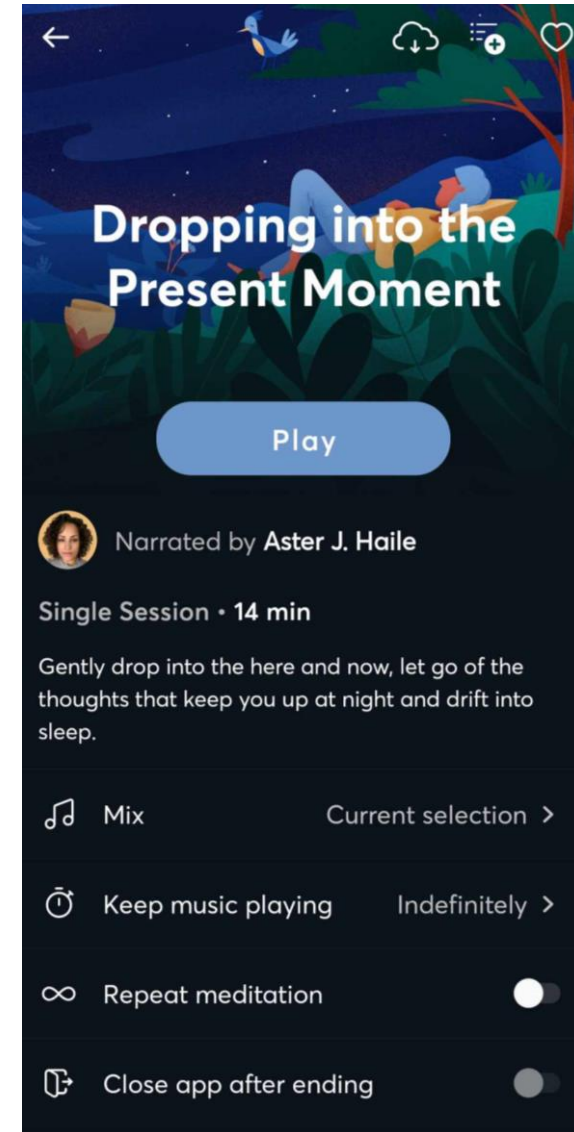 Dropping into the
Present Moment
Play
Narrated by Aster J. Haile
Single Session • 14 min
Gently drop into the here and now, let go of the
thoughts that keep you up at night and drift into
sleep.
Mix Current selection >
Keep music playing Indefinitely >
Repeat meditation
Close app after ending